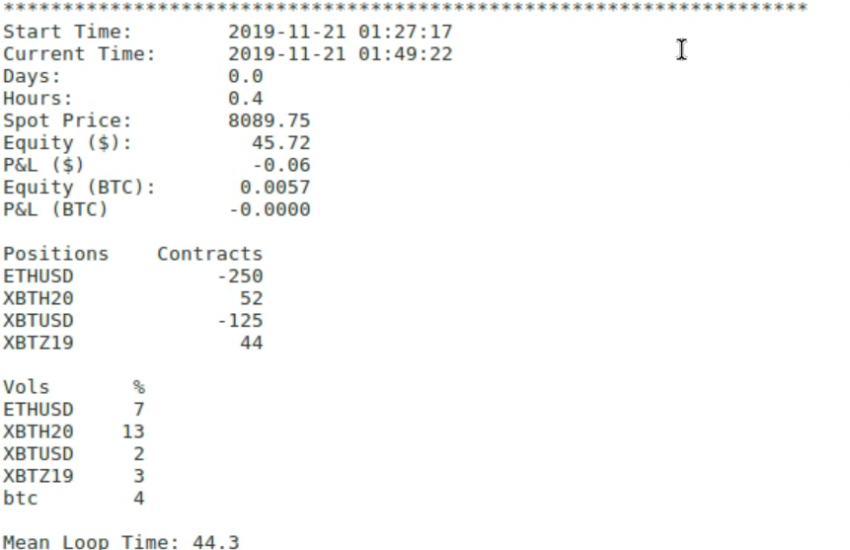 ********************************************************************
Start Time:        2019-11-21 01:27:17
Current Time:      2019-11-21 01:49:22
Days:              0.0
Hours:             0.4
Spot Price:        8089.75
Equity ($):          45.72
P&L ($)              -0.06
Equity (BTC):       0.0057
P&L (BTC)          -0.0000
Positions    Contracts
ETHUSD            -250
XBTH20              52
XBTUSD            -125
XBTZ19              44
Vols       %
ETHUSD     7
XBTH20    13
XBTUSD     2
XBTZ19     3
btc        4
Mean Loop Time: 44.3